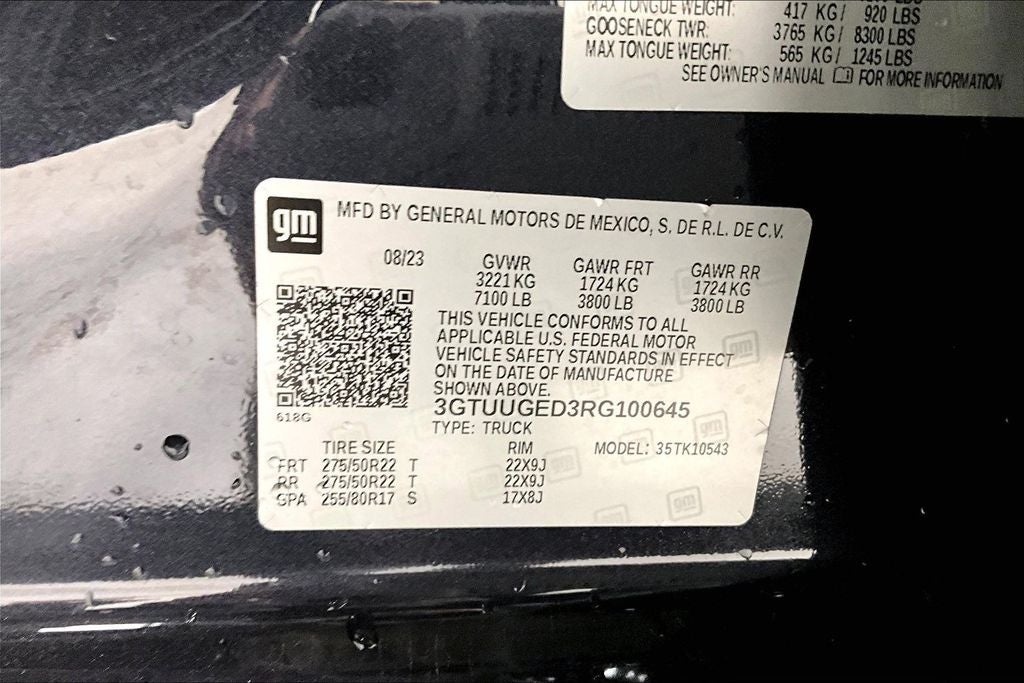 MAX TONGUE WEIGHT: 417 KG/ 920 LBS
GOOSENECK TWR: 3765 KG/ 8300 LBS
MAX TONGUE WEIGHT: 565 KG/ 1245 LBS
SEE OWNER'S MANUAL FOR MORE INFORMATION
gm
MFD BY GENERAL MOTORS DE MEXICO, S. DE R.L. DE C.V.
08/23 GVWR GAWR FRT GAWR RR
3221 KG 1724 KG 1724 KG
7100 LB 3800 LB 3800 LB
THIS VEHICLE CONFORMS TO ALL
APPLICABLE U.S. FEDERAL MOTOR
VEHICLE SAFETY STANDARDS IN EFFECT
ON THE DATE OF MANUFACTURE
SHOWN ABOVE.
3GTUUGED3RG100645
618G
TYPE: TRUCK
TIRE SIZE RIM MODEL: 35TK10543
FRT 275/50R22 T 22X9J
RR 275/50R22 T 22X9J
GPA 255/80R17 S 17X8J